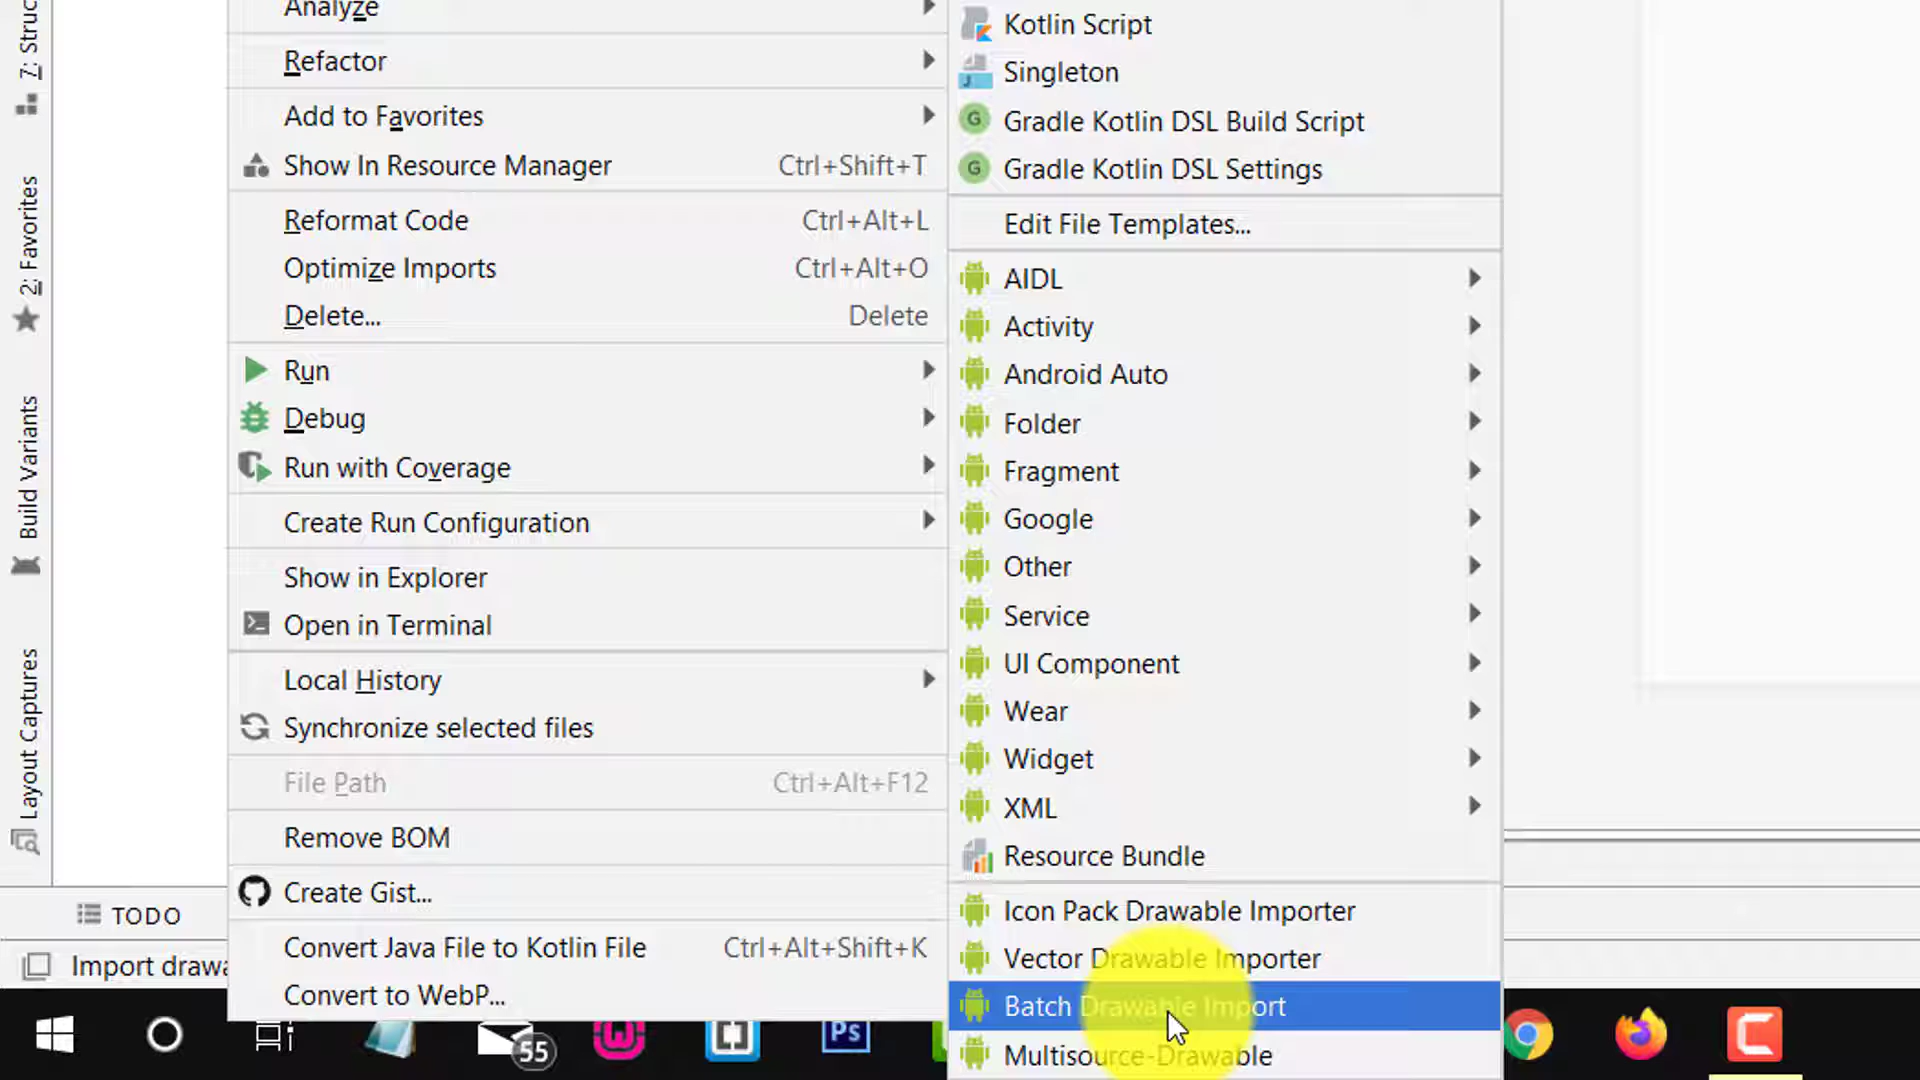 7: Struc
2: Favorites
Build Variants
Layout Captures
Analyze
Refactor
Add to Favorites
Show In Resource Manager Ctrl+Shift+T
Reformat Code Ctrl+Alt+L
Optimize Imports Ctrl+Alt+O
Delete... Delete
Run
Debug
Run with Coverage
Create Run Configuration
Show in Explorer
Open in Terminal
Local History
Synchronize selected files
File Path Ctrl+Alt+F12
Remove BOM
Create Gist...
Convert Java File to Kotlin File Ctrl+Alt+Shift+K
Convert to WebP...
Kotlin Script
Singleton
G Gradle Kotlin DSL Build Script
G Gradle Kotlin DSL Settings
Edit File Templates...
AIDL
Activity
Android Auto
Folder
Fragment
Google
Other
Service
UI Component
Wear
Widget
XML
Resource Bundle
Icon Pack Drawable Importer
Vector Drawable Importer
Batch Drawable Import
Multisource-Drawable
TODO
Import drawa
55
Ps